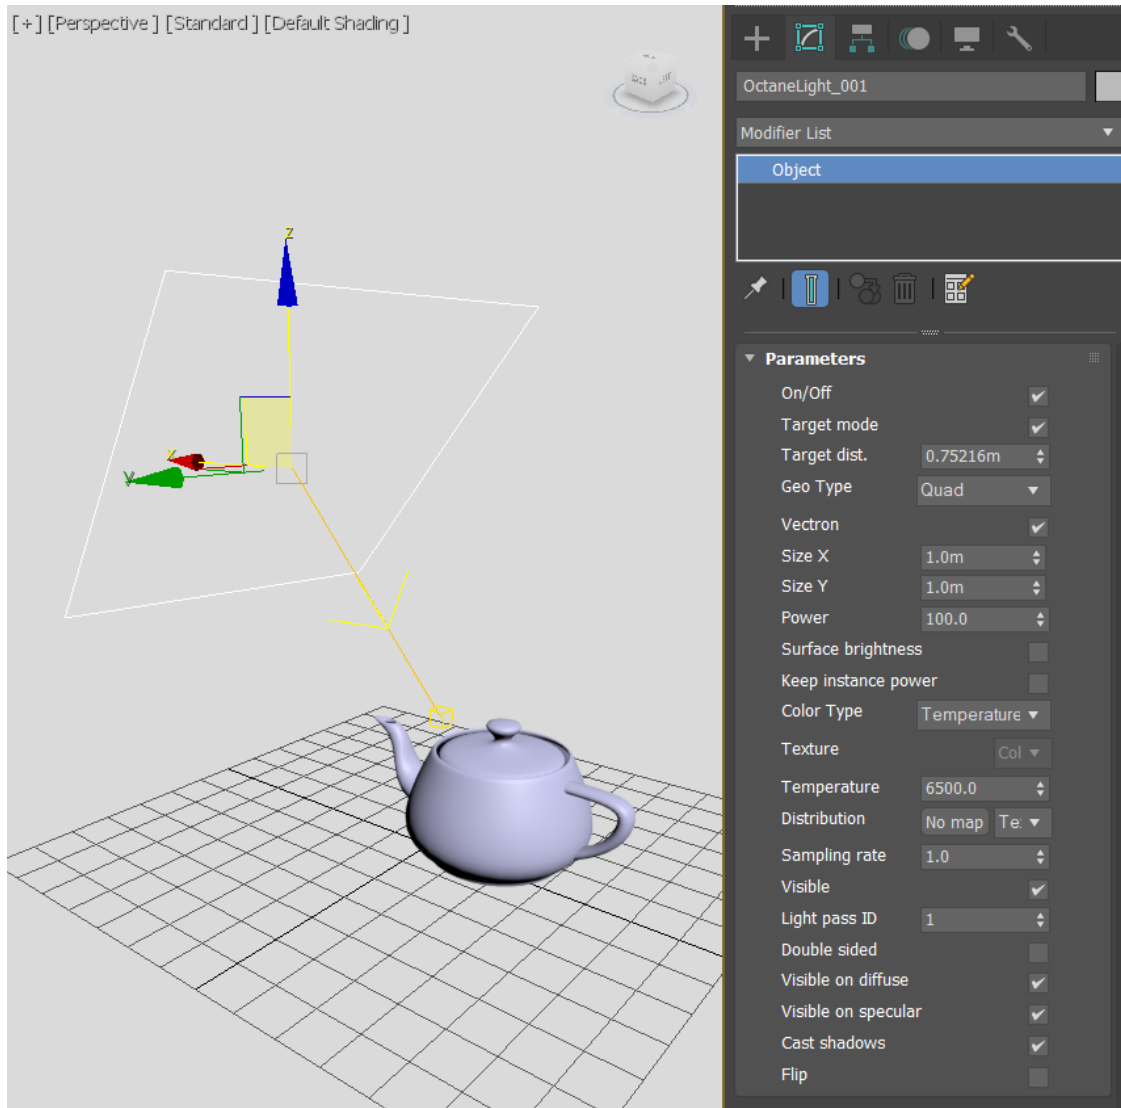 [+] [Perspective ] [Standard ] [Default Shading ]
z
x
y
OctaneLight_001
Modifier List
Object
Parameters
On/Off
Target mode
Target dist. 0.75216m
Geo Type Quad
Vectron
Size X 1.0m
Size Y 1.0m
Power 100.0
Surface brightness
Keep instance power
Color Type Temperature
Texture Col
Temperature 6500.0
Distribution No map Te:
Sampling rate 1.0
Visible
Light pass ID 1
Double sided
Visible on diffuse
Visible on specular
Cast shadows
Flip